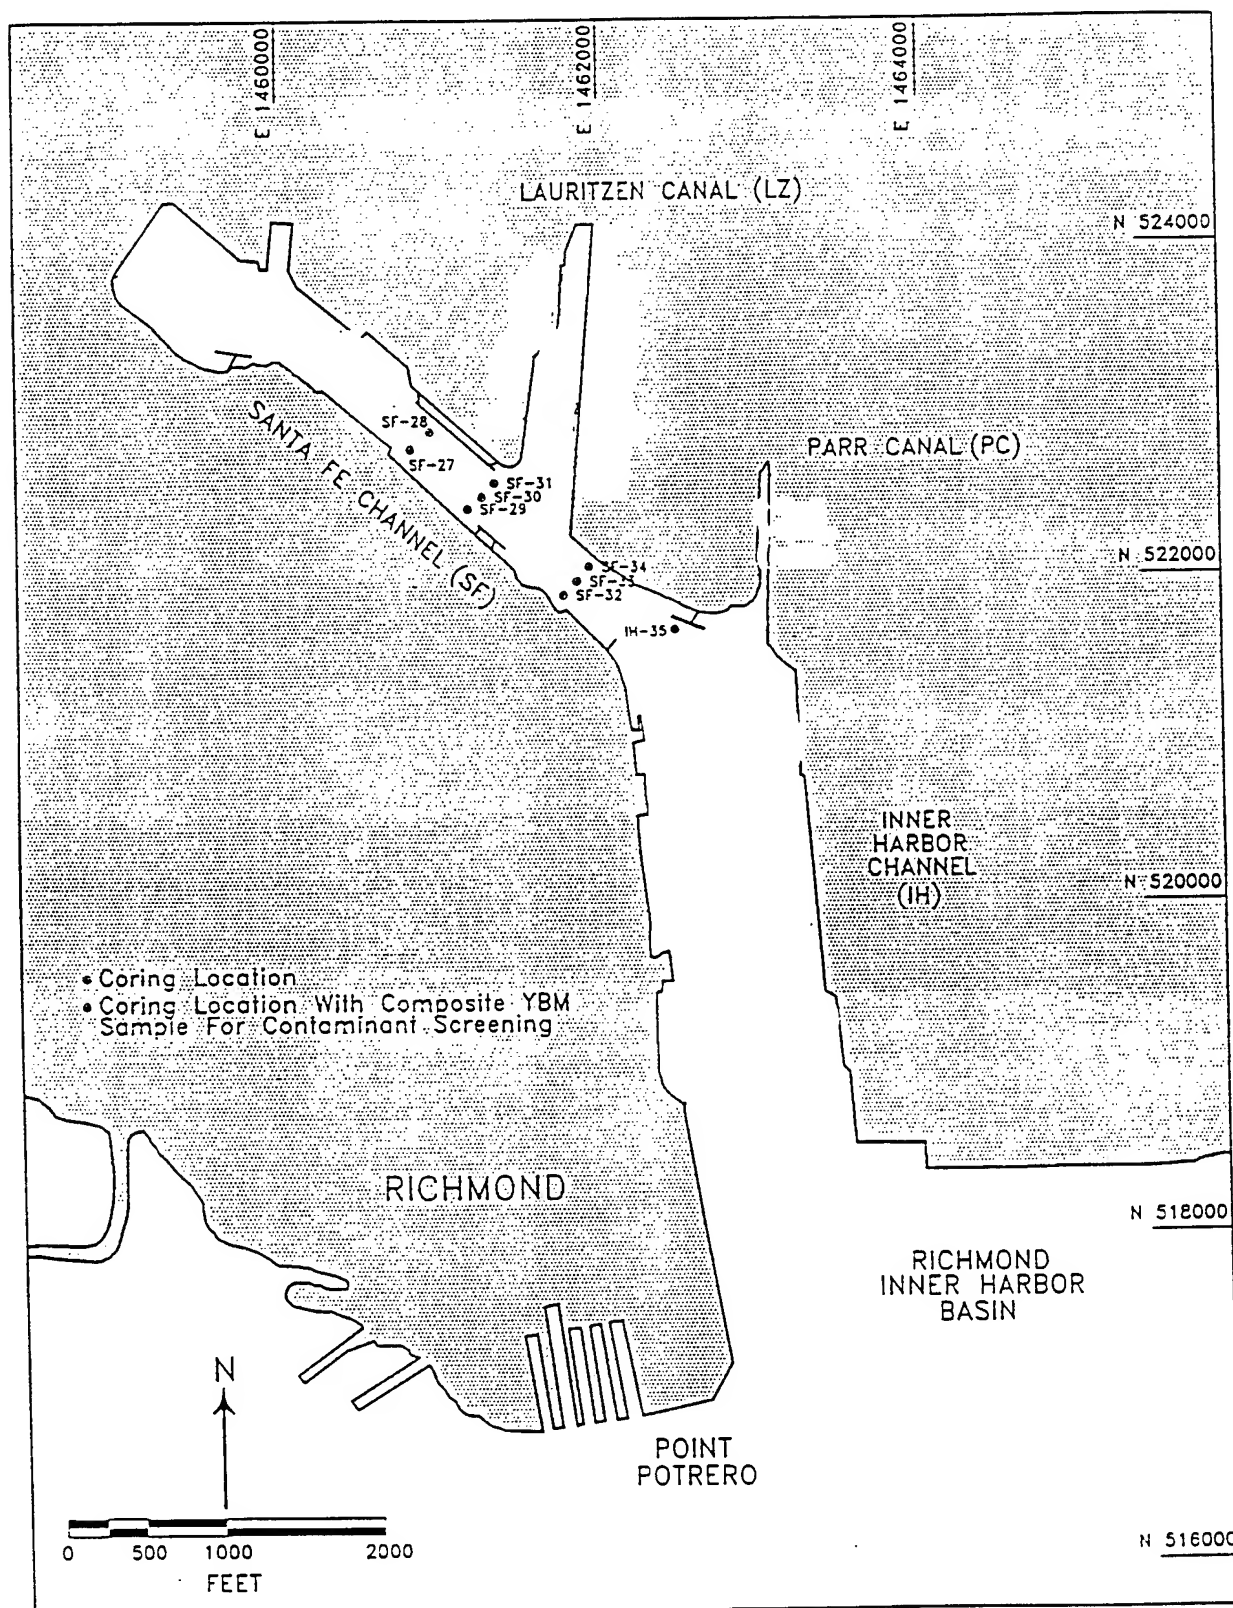 E 1460000
E 1462000
E 1464000
LAURITZEN CANAL (LZ)
N 524000
SANTA FE CHANNEL (SF)
SF-28
SF-27
SF-31
SF-30
SF-29
PARR CANAL (PC)
N 522000
SF-34
SF-33
SF-32
IH-35
INNER
HARBOR
CHANNEL
(IH)
N 520000
Coring Location
Coring Location With Composite YBM
Sample For Contaminant Screening
RICHMOND
N 518000
RICHMOND
INNER HARBOR
BASIN
N
POINT
POTRERO
0 500 1000 2000
FEET
N 516000